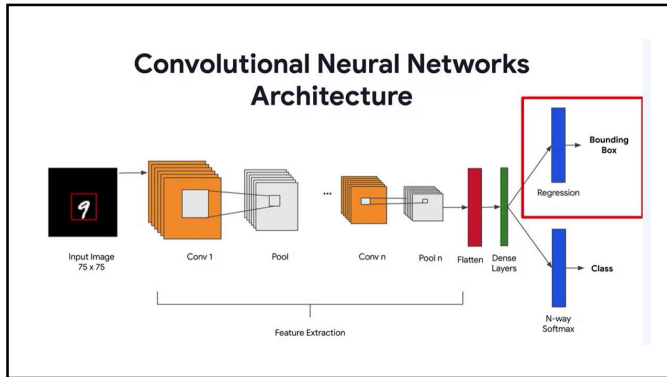 Convolutional Neural Networks
Architecture
9
Input Image
75 x 75
Conv 1
Pool
...
Conv n
Pool n
Flatten
Dense
Layers
Regression
Bounding
Box
N-way
Softmax
Class
Feature Extraction